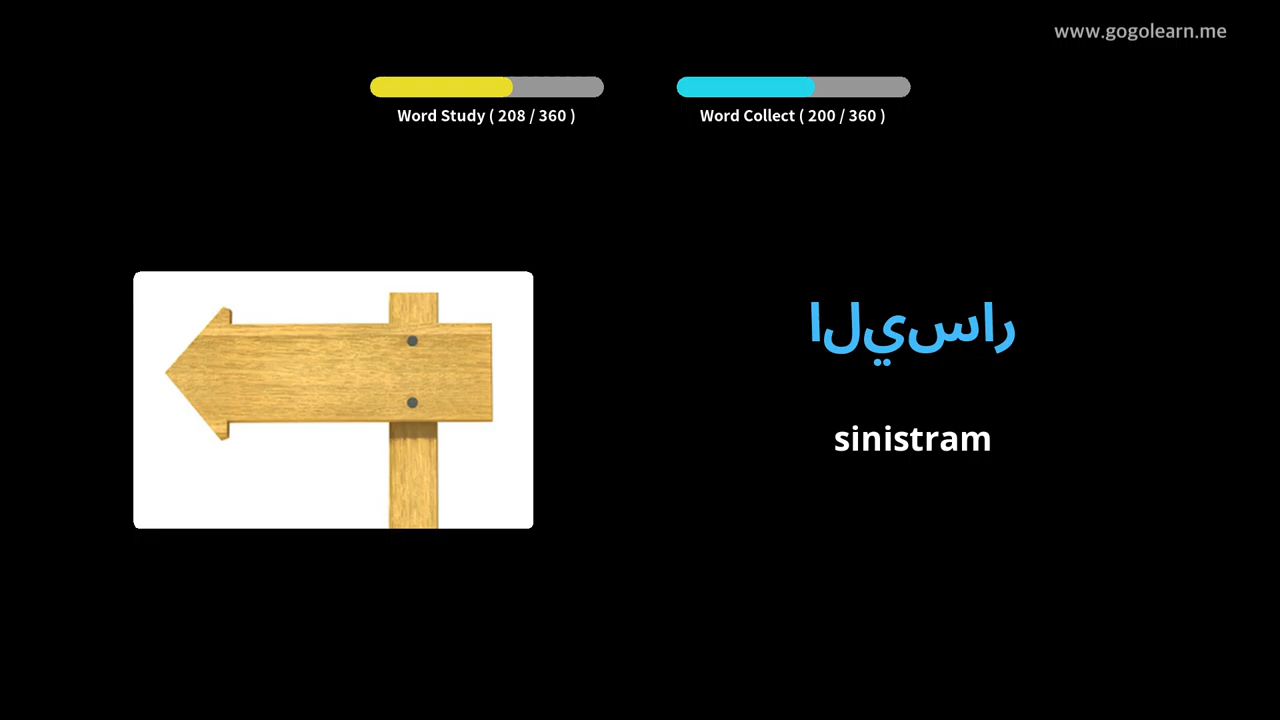 www.gogolearn.me
Word Study ( 208 / 360 )
Word Collect ( 200 / 360 )
اليسار
sinistram